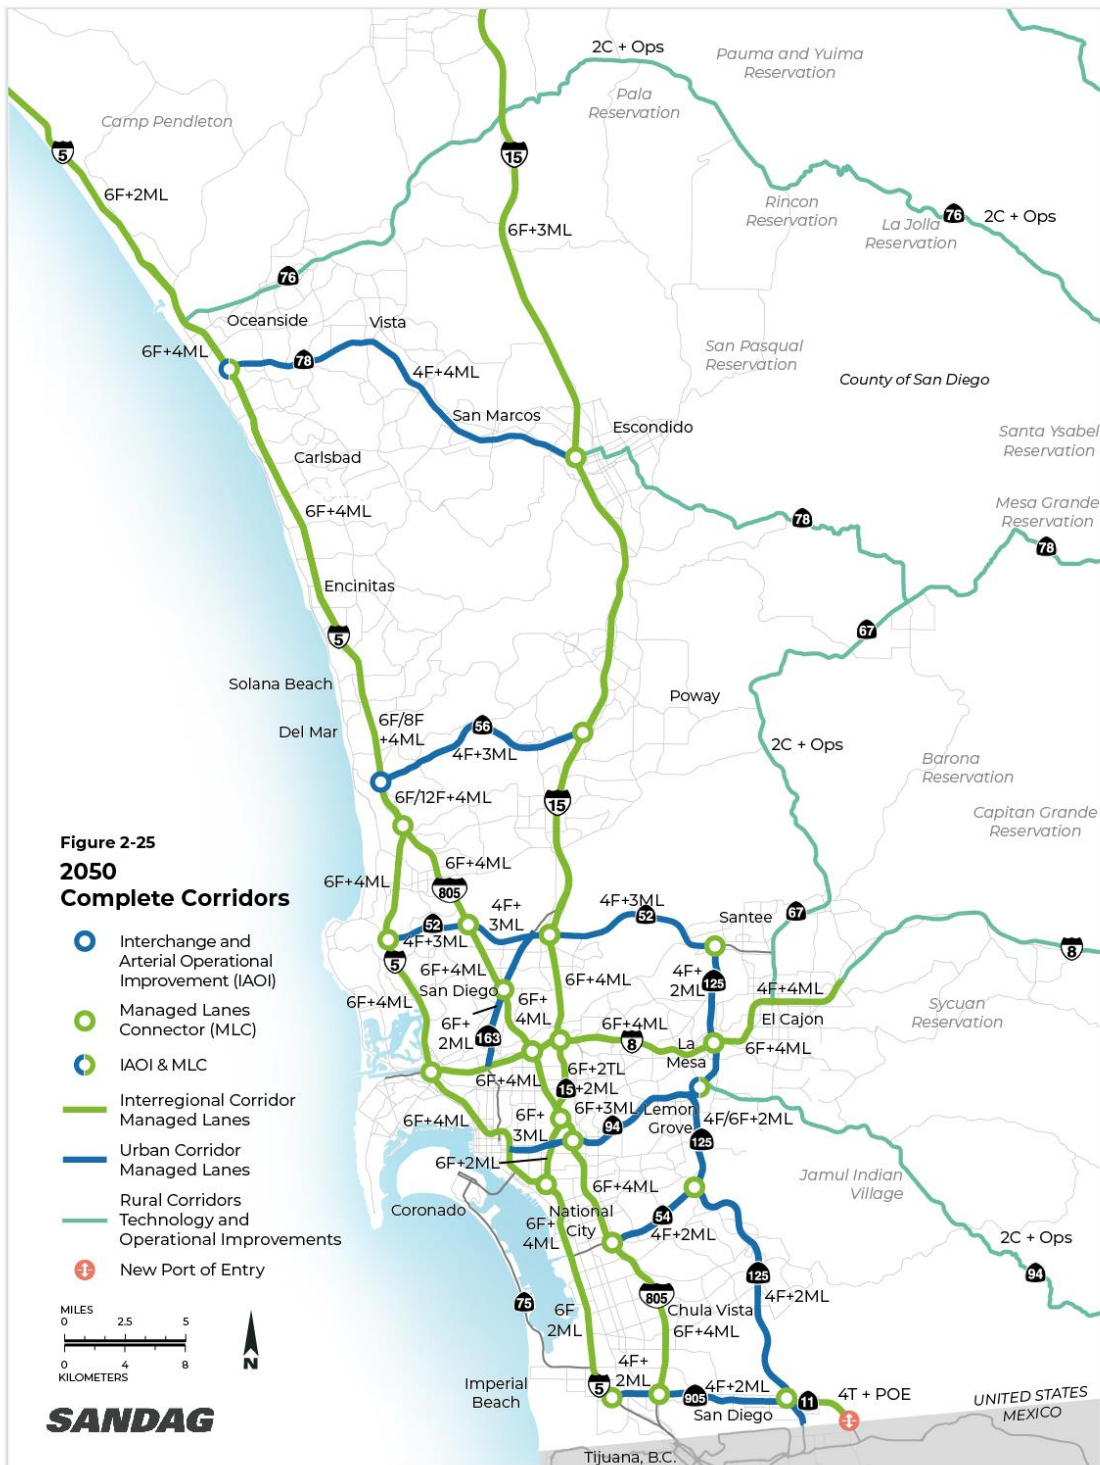 2C + Ops
Pauma and Yuima
Reservation
Pala
Reservation
Camp Pendleton
5
15
6F+2ML
Rincon
Reservation
76
2C + Ops
La Jolla
Reservation
6F+3ML
76
Oceanside
Vista
6F+4ML
78
4F+4ML
San Pasqual
Reservation
County of San Diego
San Marcos
Escondido
Santa Ysabel
Reservation
Carlsbad
6F+4ML
78
Mesa Grande
Reservation
78
Encinitas
5
67
Solana Beach
Poway
Del Mar
6F/8F
+4ML
56
4F+3ML
2C + Ops
Barona
Reservation
6F/12F+4ML
15
Capitan Grande
Reservation
Figure 2-25
2050
Complete Corridors
Interchange and
Arterial Operational
Improvement (IAOI)
Managed Lanes
Connector (MLC)
IAOI & MLC
Interregional Corridor
Managed Lanes
Urban Corridor
Managed Lanes
Rural Corridors
Technology and
Operational Improvements
New Port of Entry
MILES
0 2.5 5
0 4 8
KILOMETERS
N
SANDAG
6F+4ML
6F+4ML
805
4F+
3ML
4F+3ML
52
52
4F+3ML
Santee
67
5
6F+4ML
San Diego
6F+4ML
4F+
2ML
125
8
4F+4ML
El Cajon
Sycuan
Reservation
6F+4ML
6F+
4ML
6F+
2ML
163
6F+4ML
8
La
Mesa
6F+4ML
6F+4ML
6F+2TL
+2ML
15
6F+3ML
Lemon
Grove
4F/6F+2ML
6F+4ML
6F+
3ML
94
125
6F+2ML
6F+4ML
Jamul Indian
Village
Coronado
National
City
6F+
4ML
54
4F+2ML
2C + Ops
94
75
125
4F+2ML
805
Chula Vista
6F+4ML
6F
2ML
Imperial
Beach
5
4F+
2ML
905
4F+2ML
San Diego
11
4T + POE
UNITED STATES
MEXICO
Tijuana, B.C.